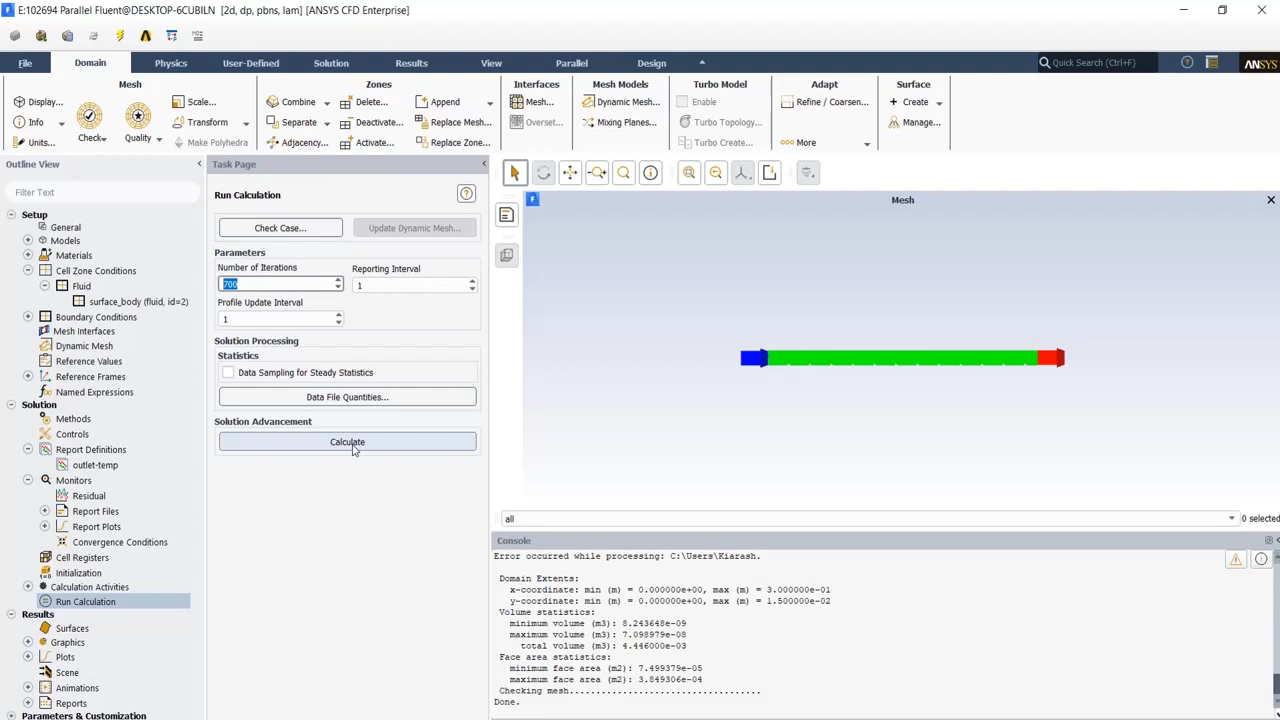 E:102694 Parallel Fluent@DESKTOP-6CUBILN [2d, dp, pbns, lam] [ANSYS CFD Enterprise]
File Domain Physics User-Defined Solution Results View Parallel Design Quick Search (Ctrl+F) ANSYS
Mesh Zones Interfaces Mesh Models Turbo Model Adapt Surface
Display... Scale... Combine Delete... Append Mesh... Dynamic Mesh... Enable Refine / Coarsen... Create
Info Transform Separate Deactivate... Replace Mesh... Overset... Mixing Planes... Turbo Topology... Manage...
Units... Check Quality Make Polyhedra Adjacency... Activate... Replace Zone... Turbo Create... More
Outline View
Filter Text
Setup
General
Models
Materials
Cell Zone Conditions
Fluid
surface_body (fluid, id=2)
Boundary Conditions
Mesh Interfaces
Dynamic Mesh
Reference Values
Reference Frames
Named Expressions
Solution
Methods
Controls
Report Definitions
outlet-temp
Monitors
Residual
Report Files
Report Plots
Convergence Conditions
Cell Registers
Initialization
Calculation Activities
Run Calculation
Results
Surfaces
Graphics
Plots
Scene
Animations
Reports
Parameters & Customization
Task Page
Run Calculation
Check Case... Update Dynamic Mesh...
Parameters
Number of Iterations Reporting Interval
700 1
Profile Update Interval
1
Solution Processing
Statistics
Data Sampling for Steady Statistics
Data File Quantities...
Solution Advancement
Calculate
Mesh
all 0 selected
Console
Error occurred while processing: C:\Users\Kiarash.
Domain Extents:
x-coordinate: min (m) = 0.000000e+00, max (m) = 3.000000e-01
y-coordinate: min (m) = 0.000000e+00, max (m) = 1.500000e-02
Volume statistics:
minimum volume (m3): 8.243648e-09
maximum volume (m3): 7.098979e-08
total volume (m3): 4.446000e-03
Face area statistics:
minimum face area (m2): 7.499379e-05
maximum face area (m2): 3.849306e-04
Checking mesh..................................
Done.